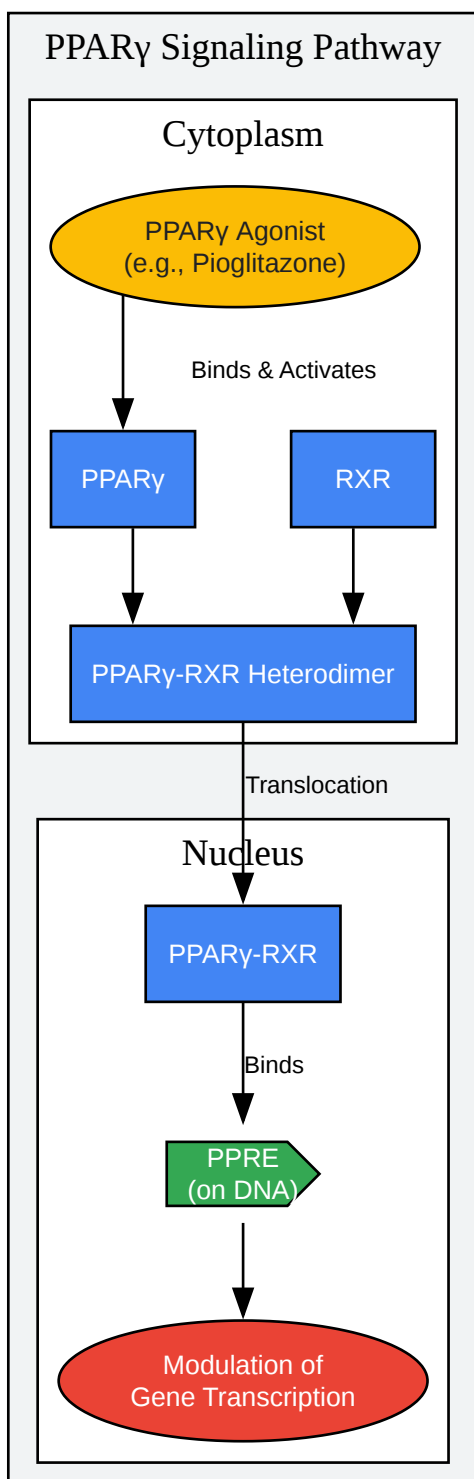 PPARγ Signaling Pathway
Cytoplasm
PPARγ Agonist
(e.g., Pioglitazone)
Binds & Activates
PPARγ
RXR
PPARγ-RXR Heterodimer
Translocation
Nucleus
PPARγ-RXR
Binds
PPRE
(on DNA)
Modulation of
Gene Transcription